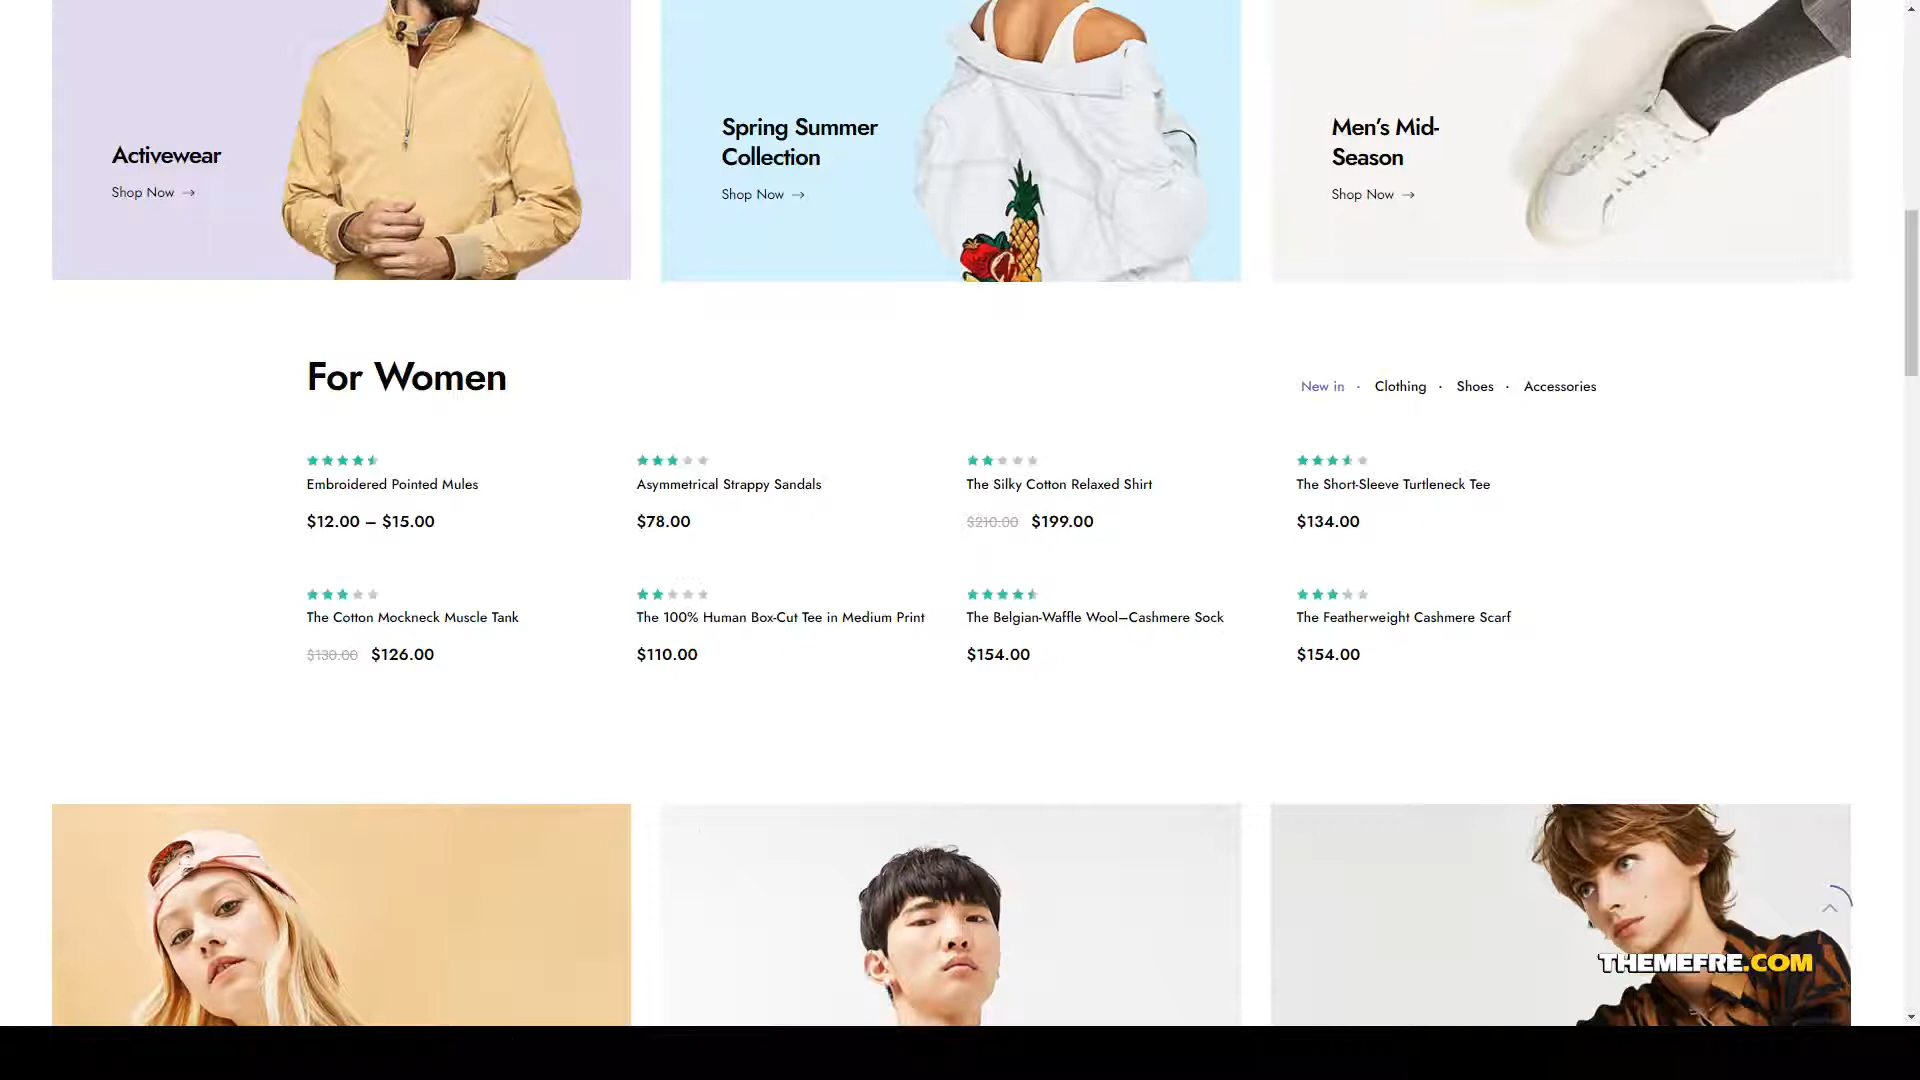 Activewear
Shop Now →
Spring Summer
Collection
Shop Now →
Men's Mid-
Season
Shop Now →
For Women
New in · Clothing · Shoes · Accessories
Embroidered Pointed Mules
$12.00 – $15.00
Asymmetrical Strappy Sandals
$78.00
The Silky Cotton Relaxed Shirt
$210.00 $199.00
The Short-Sleeve Turtleneck Tee
$134.00
The Cotton Mockneck Muscle Tank
$130.00 $126.00
The 100% Human Box-Cut Tee in Medium Print
$110.00
The Belgian-Waffle Wool–Cashmere Sock
$154.00
The Featherweight Cashmere Scarf
$154.00
THEMEFRE.COM